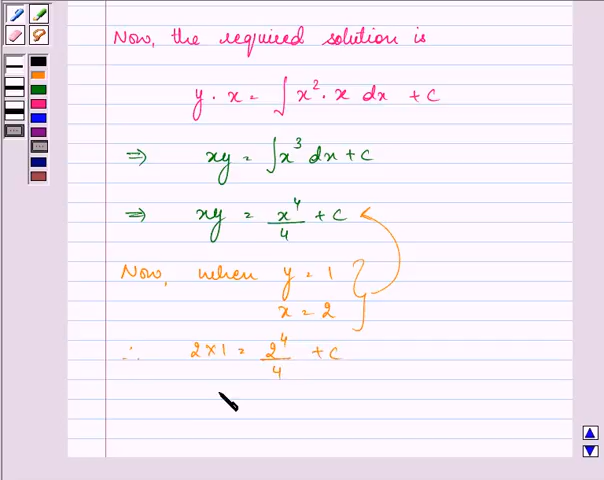 Now, the required solution is
y · x = ∫ x² · x dx + c
⇒ xy = ∫ x³ dx + c
⇒ xy = x⁴/4 + c
Now, when y = 1
x = 2
∴ 2 × 1 = 2⁴/4 + c